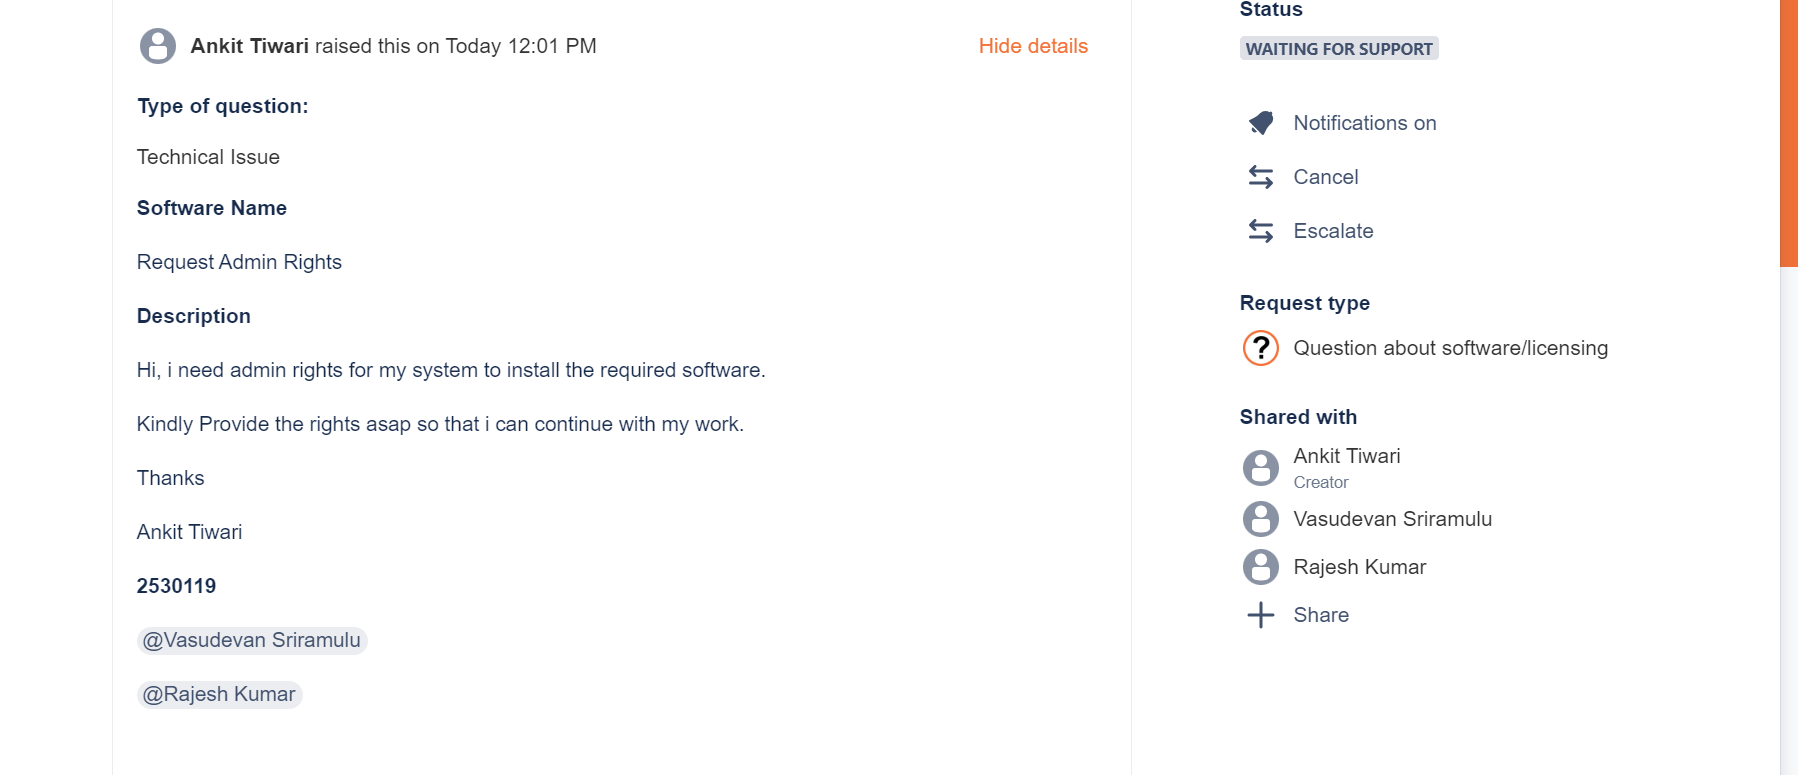 Ankit Tiwari raised this on Today 12:01 PM
Hide details
Type of question:
Technical Issue
Software Name
Request Admin Rights
Description
Hi, i need admin rights for my system to install the required software.
Kindly Provide the rights asap so that i can continue with my work.
Thanks
Ankit Tiwari
2530119
@Vasudevan Sriramulu
@Rajesh Kumar
Status
WAITING FOR SUPPORT
Notifications on
Cancel
Escalate
Request type
? Question about software/licensing
Shared with
Ankit Tiwari
Creator
Vasudevan Sriramulu
Rajesh Kumar
Share